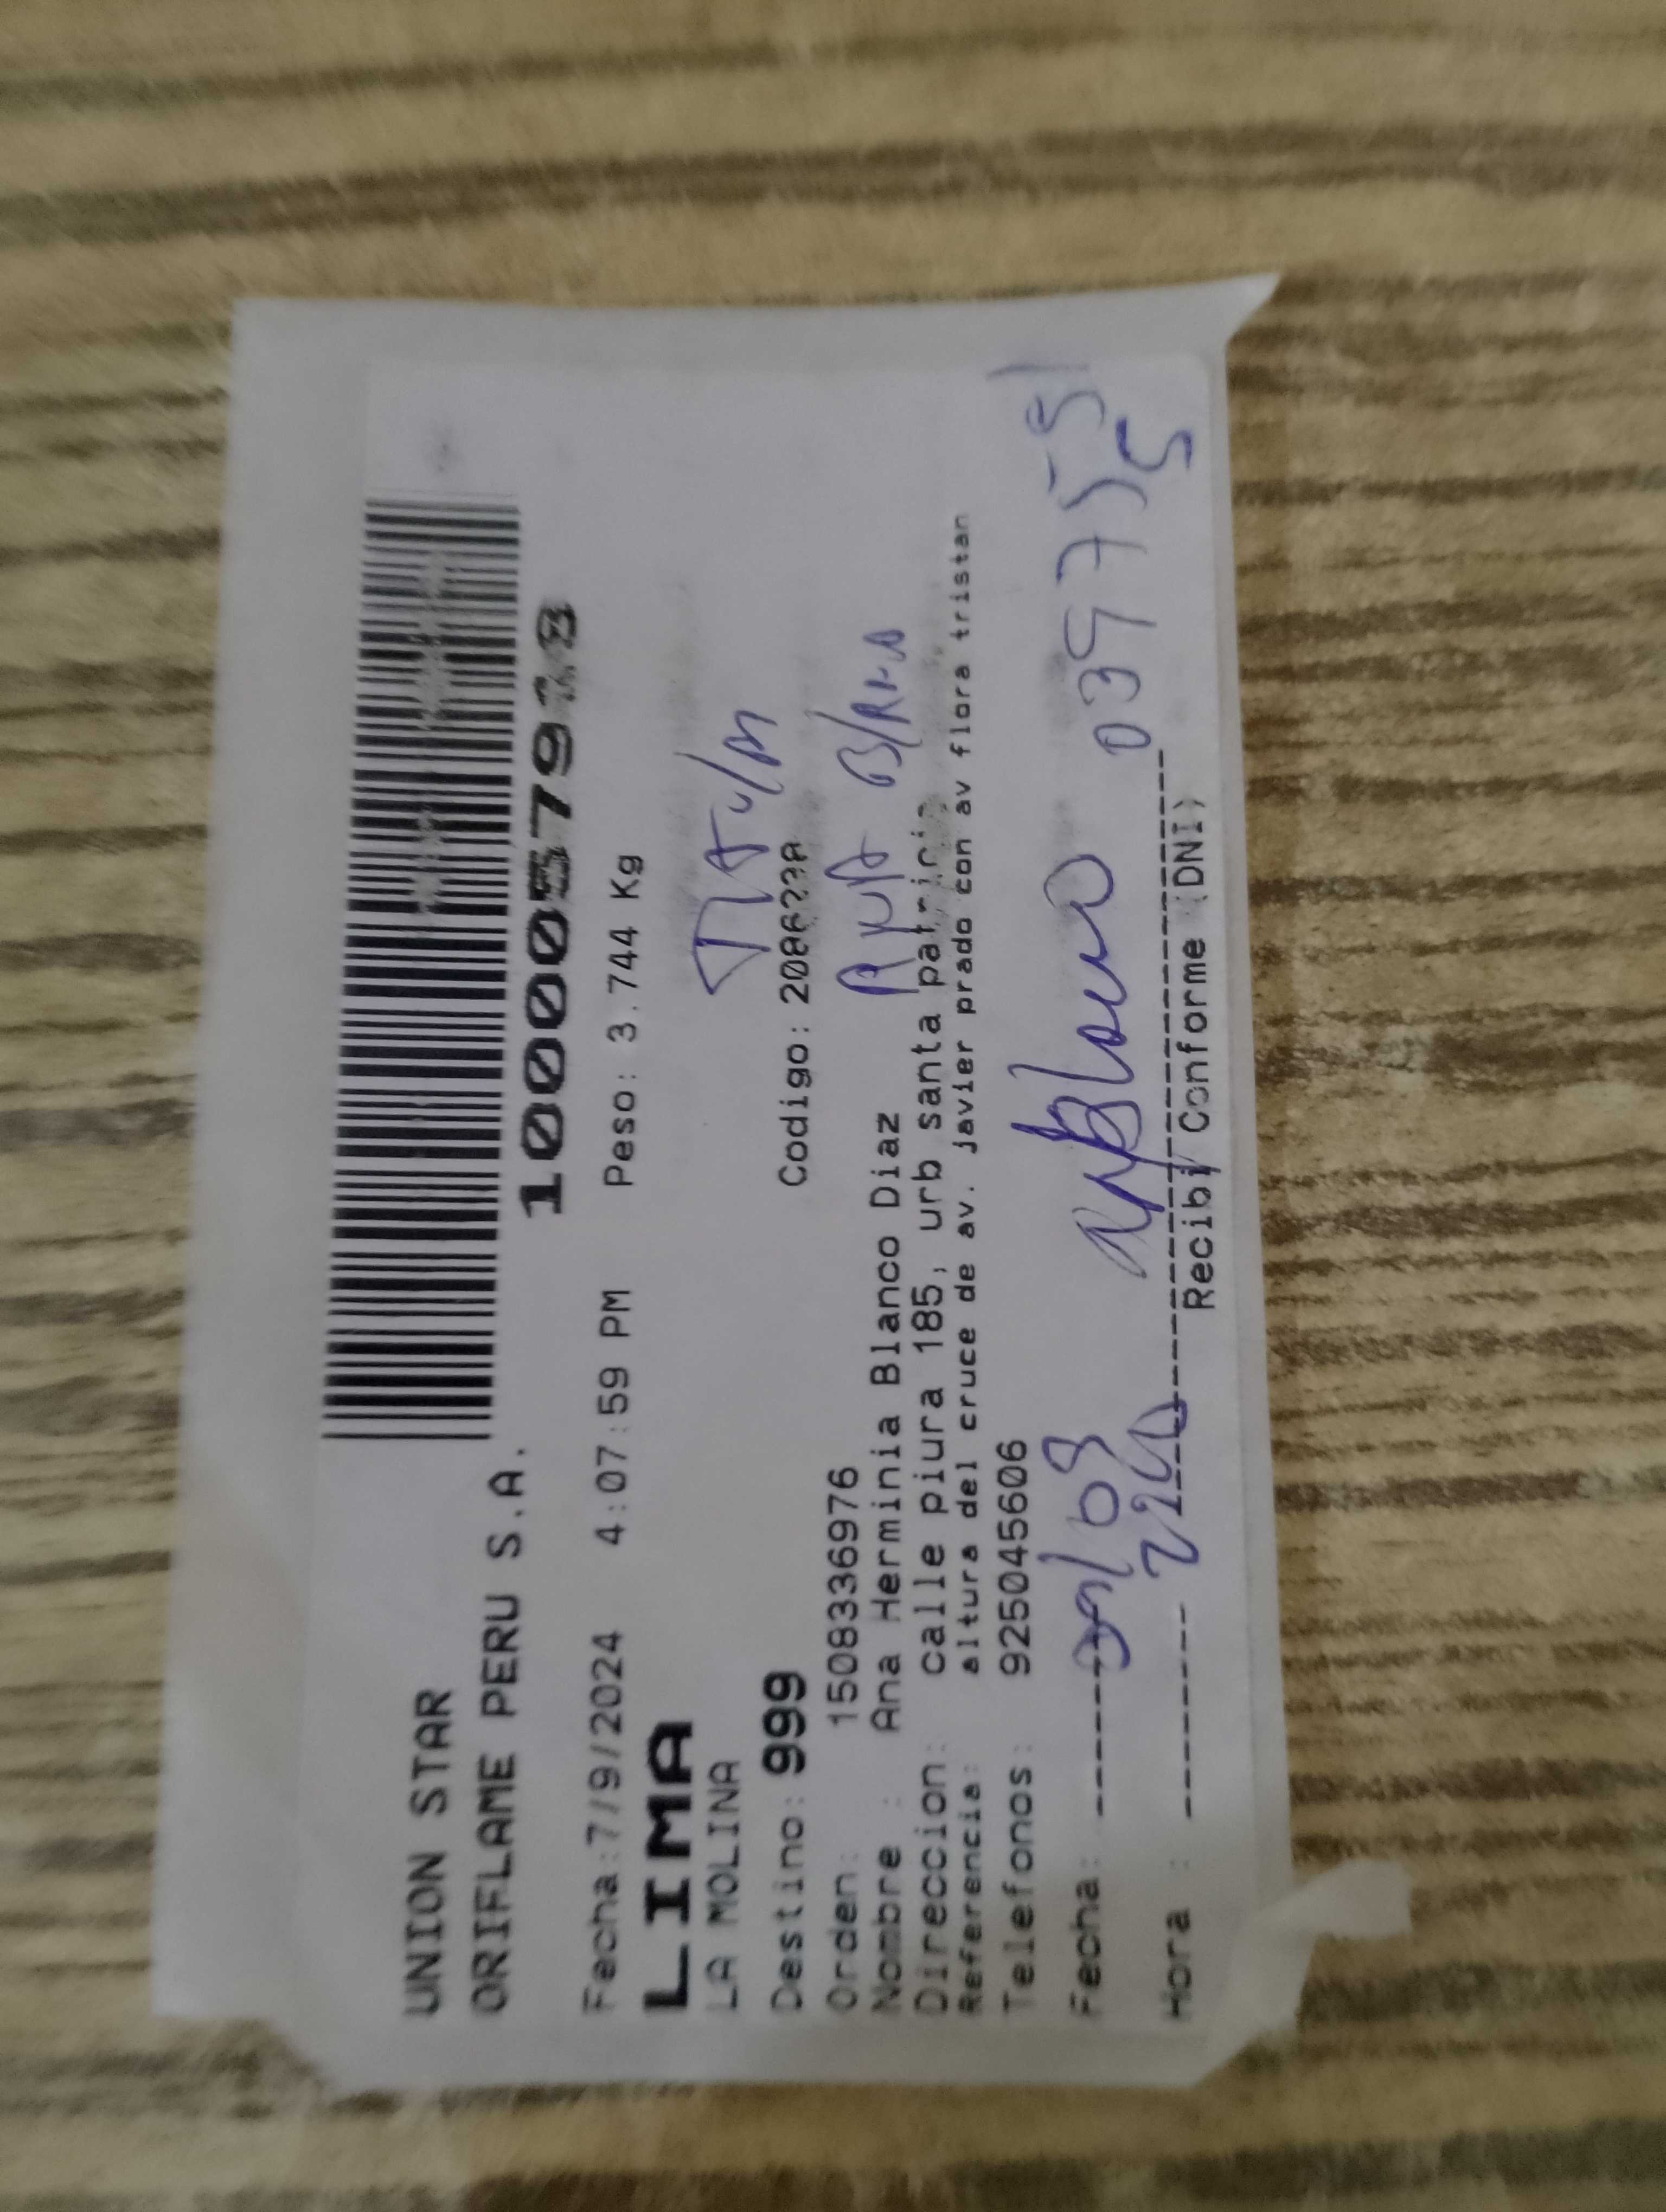 UNION STAR
ORIFLAME PERU S.A.
Fecha:7/9/2024 4:07:59 PM Peso: 3.744 Kg
LIMA
LA MOLINA
Destino: 999 Codigo:
Orden: 1508336976
Nombre : Ana Herminia Blanco Diaz
Direccion: calle piura 185, urb santa patricia
Referencia: altura del cruce de av. javier prado con av flora tristan
Telefonos: 925045606
Fecha: 09/09
Hora :
Recibi Conforme (DNI)